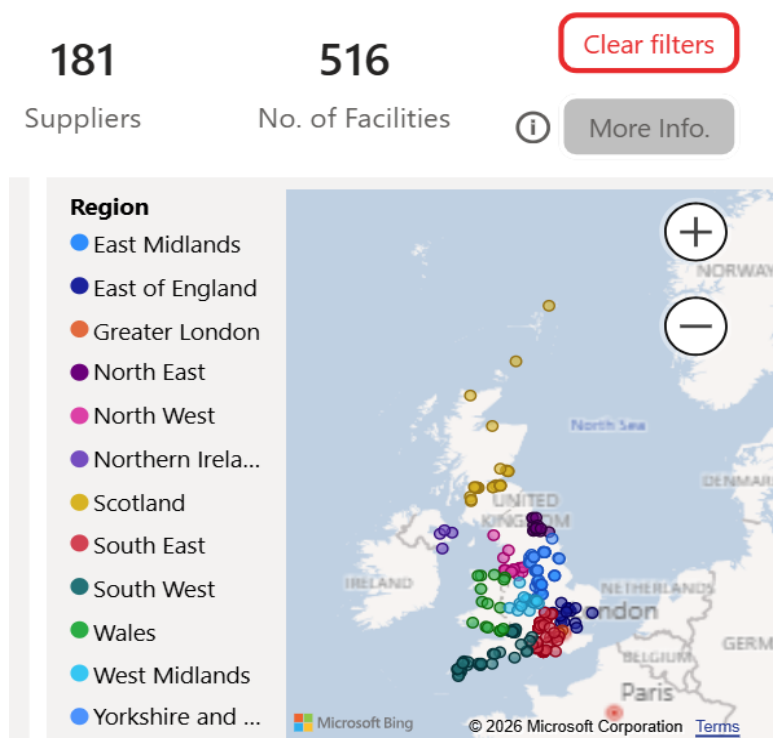 181
Suppliers
516
No. of Facilities
Clear filters
More Info.
Region
East Midlands
East of England
Greater London
North East
North West
Northern Irela...
Scotland
South East
South West
Wales
West Midlands
Yorkshire and ...
NORWAY
North Sea
DENMAR
UNITED
KINGDOM
IRELAND
NETHERLANDS
ondon
BELGIUM
GERM
Paris
Microsoft Bing
© 2026 Microsoft Corporation Terms